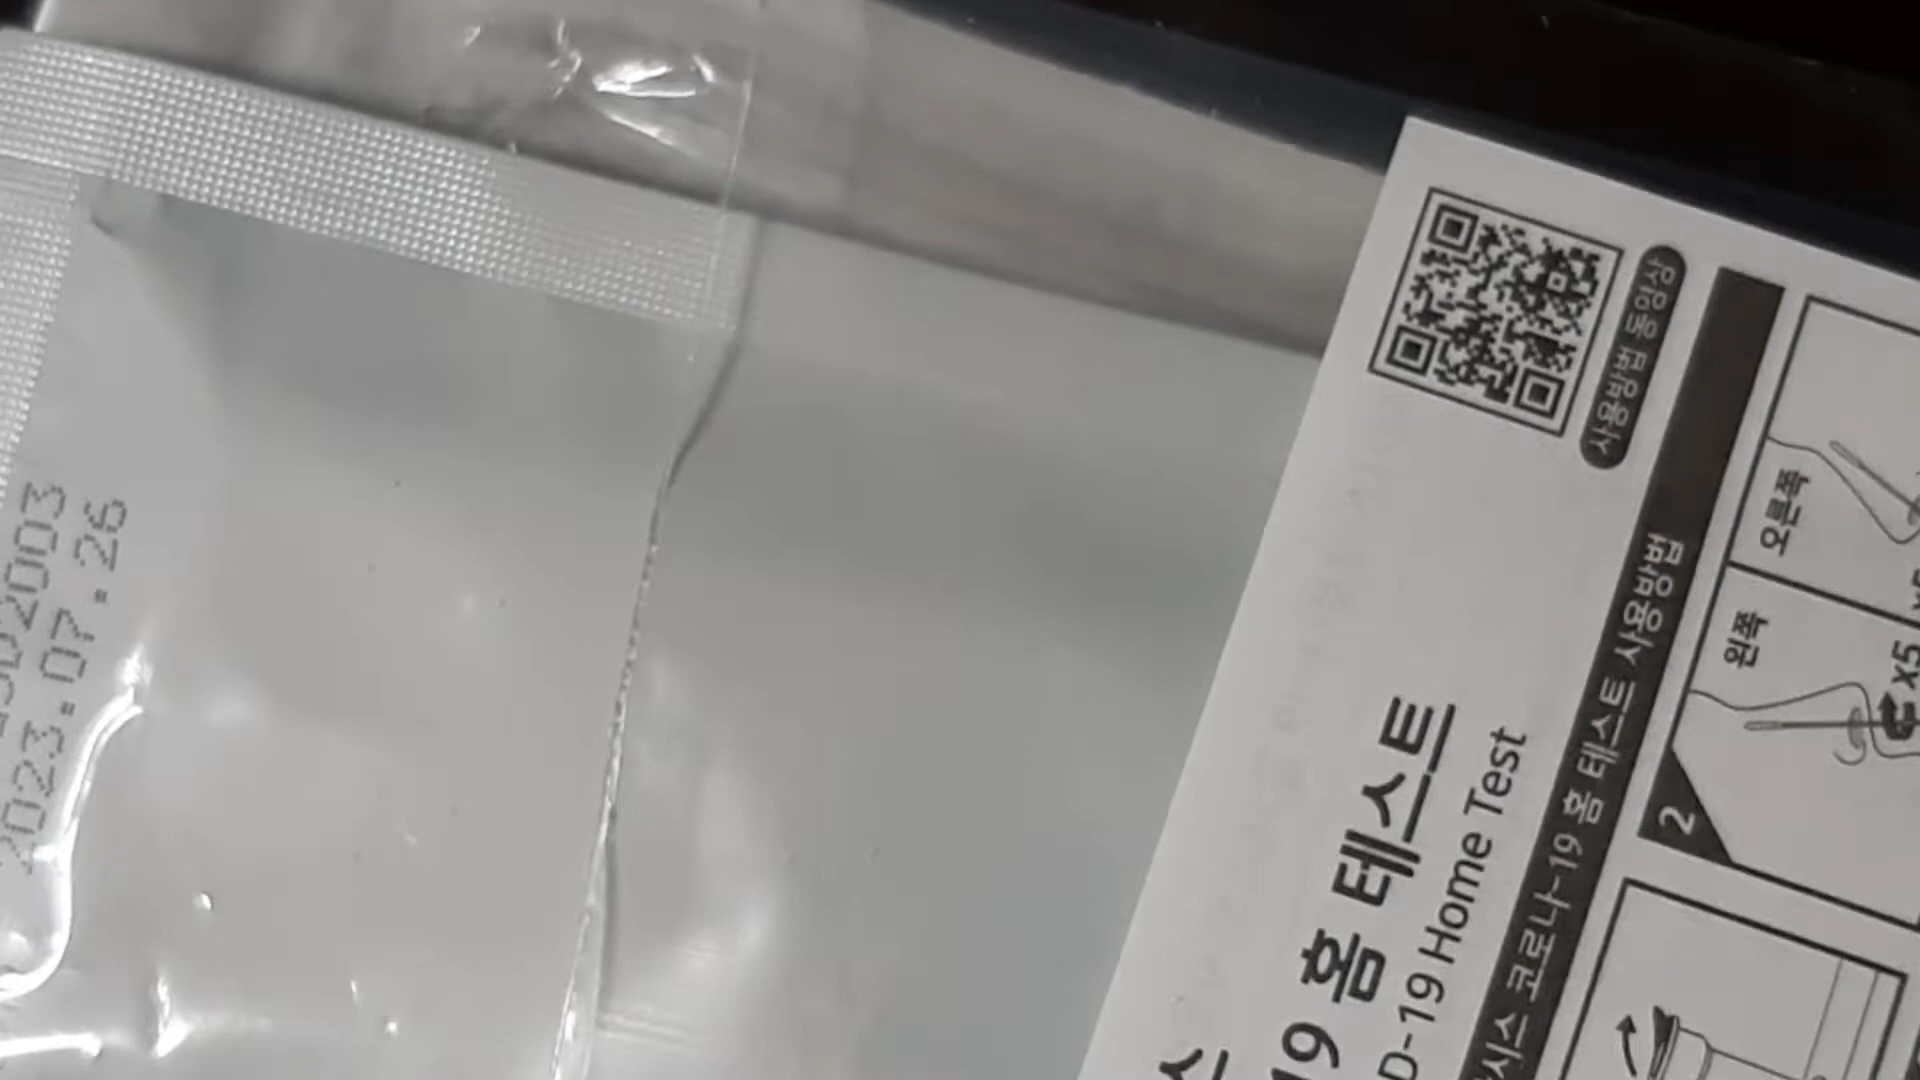 2003
2023.07.26
사용방법 동영상
19 홈 테스트
D-19 Home Test
시스 코로나-19 홈 테스트 사용방법
2
오른쪽
왼쪽
x5